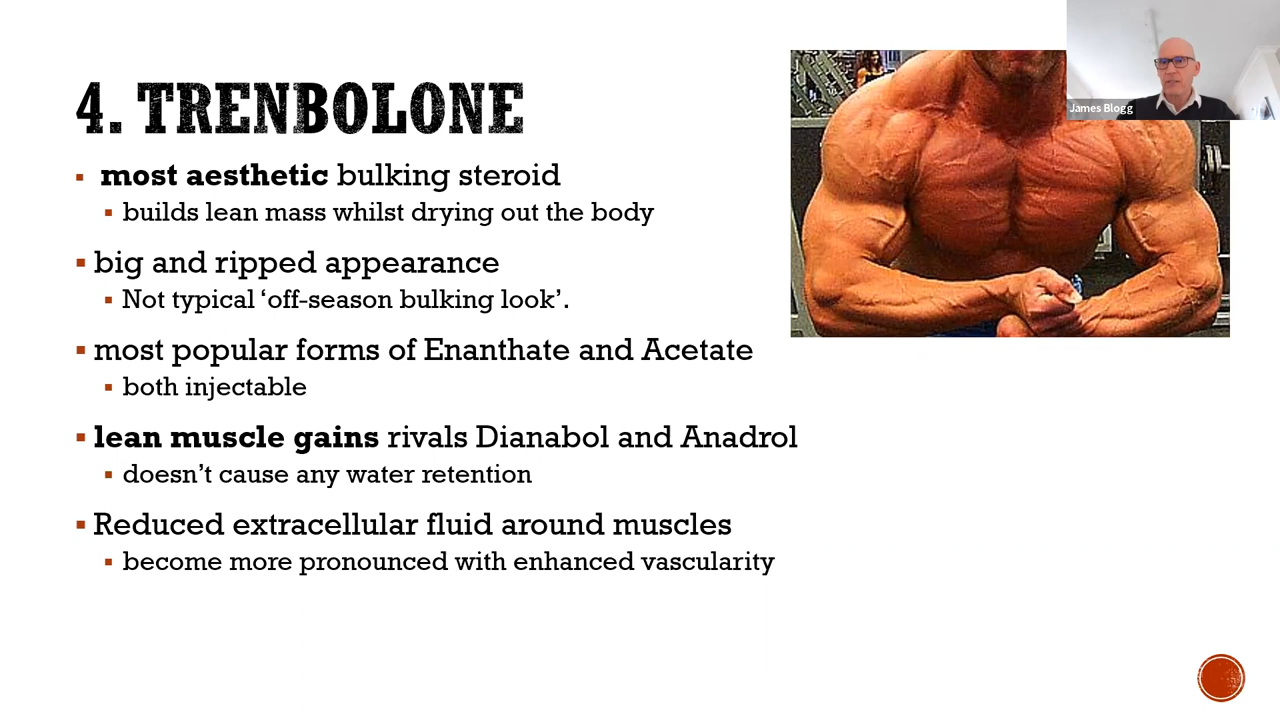 4. TRENBOLONE
most aesthetic bulking steroid
builds lean mass whilst drying out the body
big and ripped appearance
Not typical ‘off-season bulking look’.
most popular forms of Enanthate and Acetate
both injectable
lean muscle gains rivals Dianabol and Anadrol
doesn’t cause any water retention
Reduced extracellular fluid around muscles
become more pronounced with enhanced vascularity
James Blogg